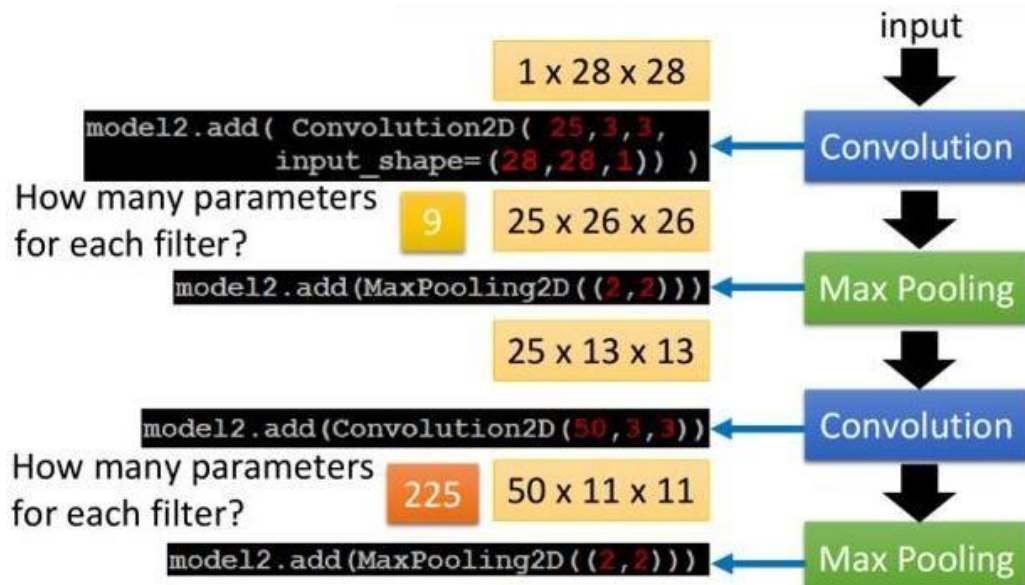 input
1 x 28 x 28
model2.add( Convolution2D( 25,3,3,
input_shape=(28,28,1)) )
Convolution
How many parameters
for each filter?
9
25 x 26 x 26
model2.add(MaxPooling2D((2,2)))
Max Pooling
25 x 13 x 13
model2.add(Convolution2D(50,3,3))
Convolution
How many parameters
for each filter?
225
50 x 11 x 11
model2.add(MaxPooling2D((2,2)))
Max Pooling